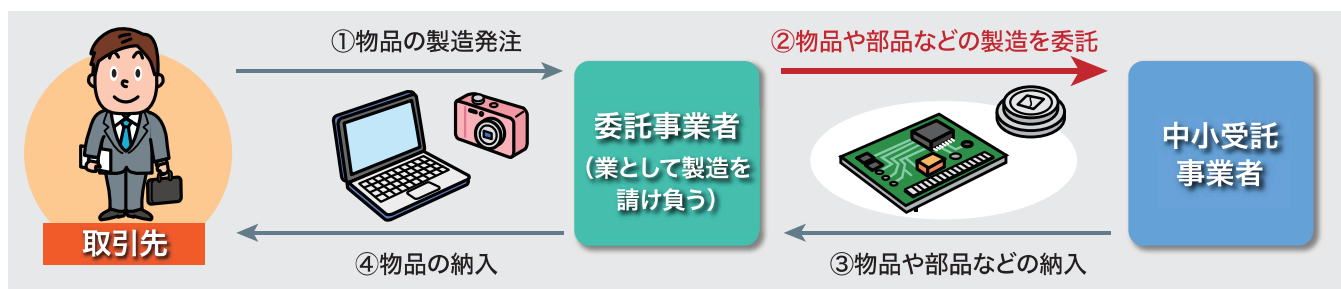 ①物品の製造発注
②物品や部品などの製造を委託
委託事業者
（業として製造を
請け負う）
中小受託
事業者
取引先
④物品の納入
③物品や部品などの納入